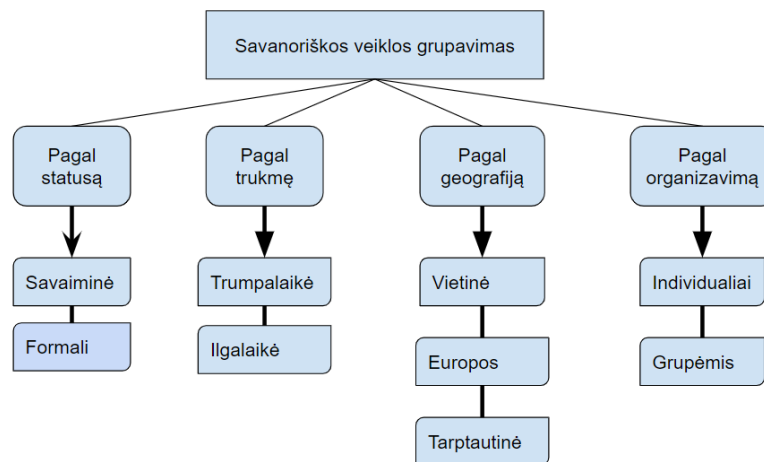 Savanoriškos veiklos grupavimas
Pagal
statusą
Pagal
trukmę
Pagal
geografiją
Pagal
organizavimą
Savaiminė
Trumpalaikė
Vietinė
Individualiai
Formali
Ilgalaikė
Europos
Grupėmis
Tarptautinė